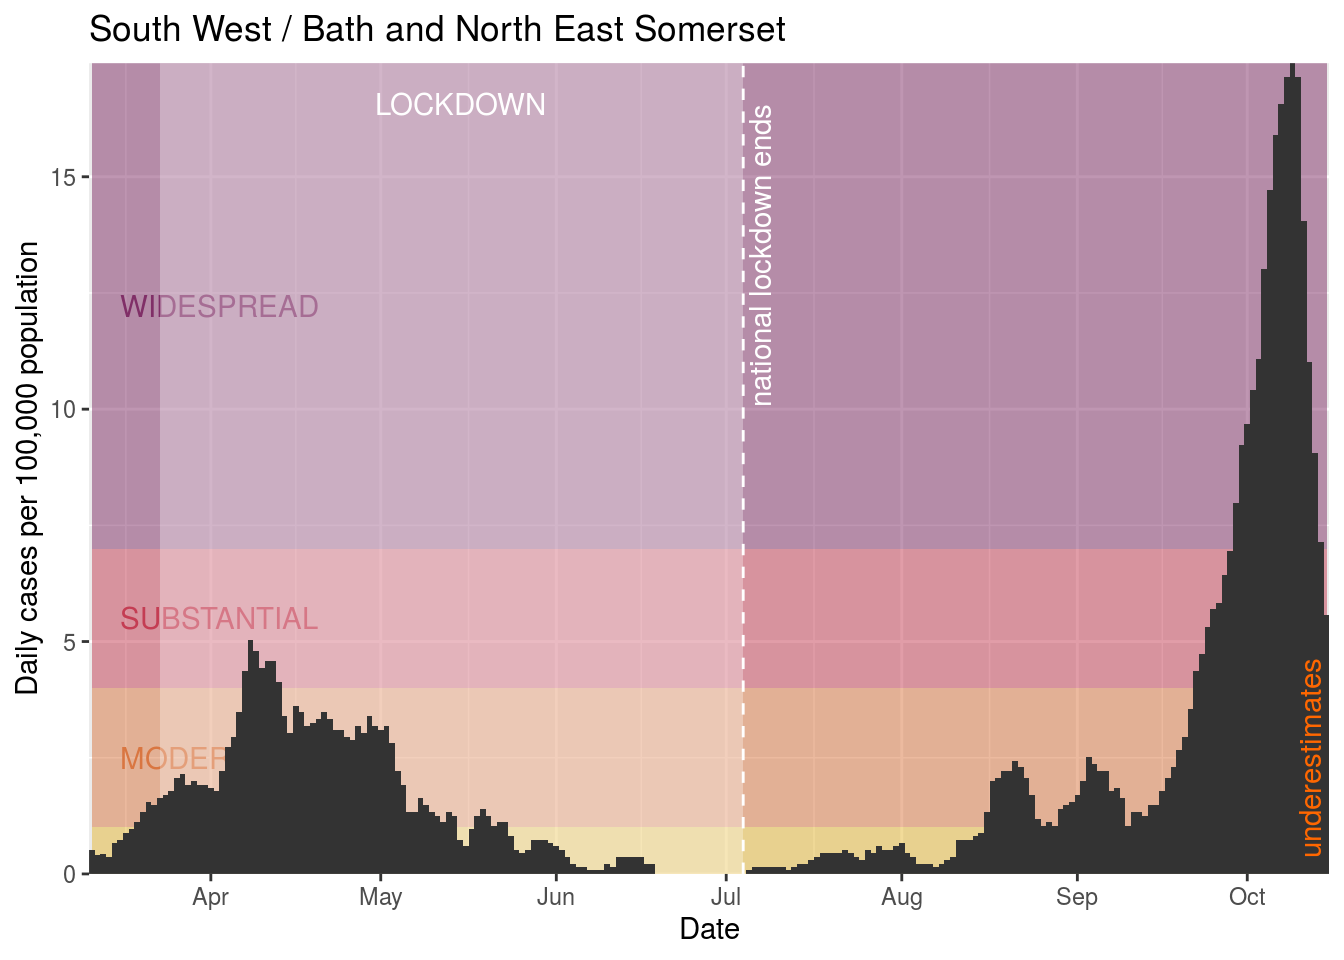 South West / Bath and North East Somerset
LOCKDOWN
national lockdown ends
WIDESPREAD
SUBSTANTIAL
MODER
underestimates
Daily cases per 100,000 population
15
10
5
0
Apr
May
Jun
Jul
Aug
Sep
Oct
Date